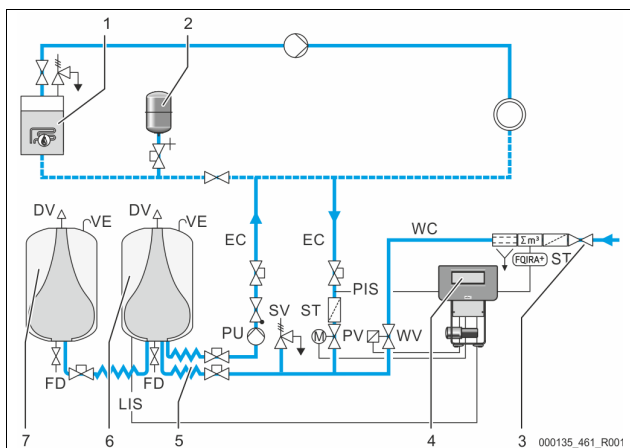 1
2
DV
VE
DV
VE
EC
EC
WC
Σm³
FQIRA+
ST
PIS
ST
SV
PU
M
PV
WV
FD
FD
LIS
7
6
5
4
3
000135_461_R001